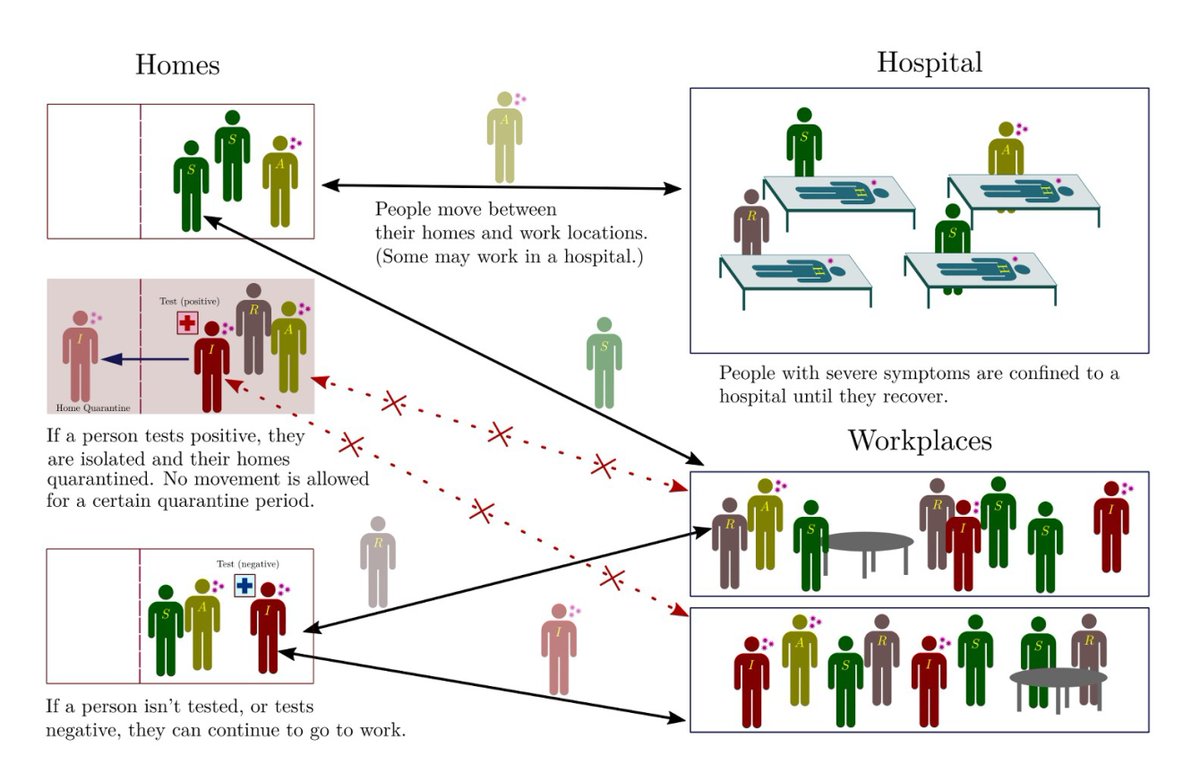 Homes
Hospital
S
S
A
A
People move between
their homes and work locations.
(Some may work in a hospital.)
S
A
R
S
H
H
H
H
People with severe symptoms are confined to a
hospital until they recover.
Test (positive)
I
I
R
A
Home Quarantine
If a person tests positive, they
are isolated and their homes
quarantined. No movement is allowed
for a certain quarantine period.
S
Workplaces
R
A
S
R
I
S
S
I
R
Test (negative)
S
A
I
I
I
A
S
R
I
S
S
R
If a person isn't tested, or tests
negative, they can continue to go to work.